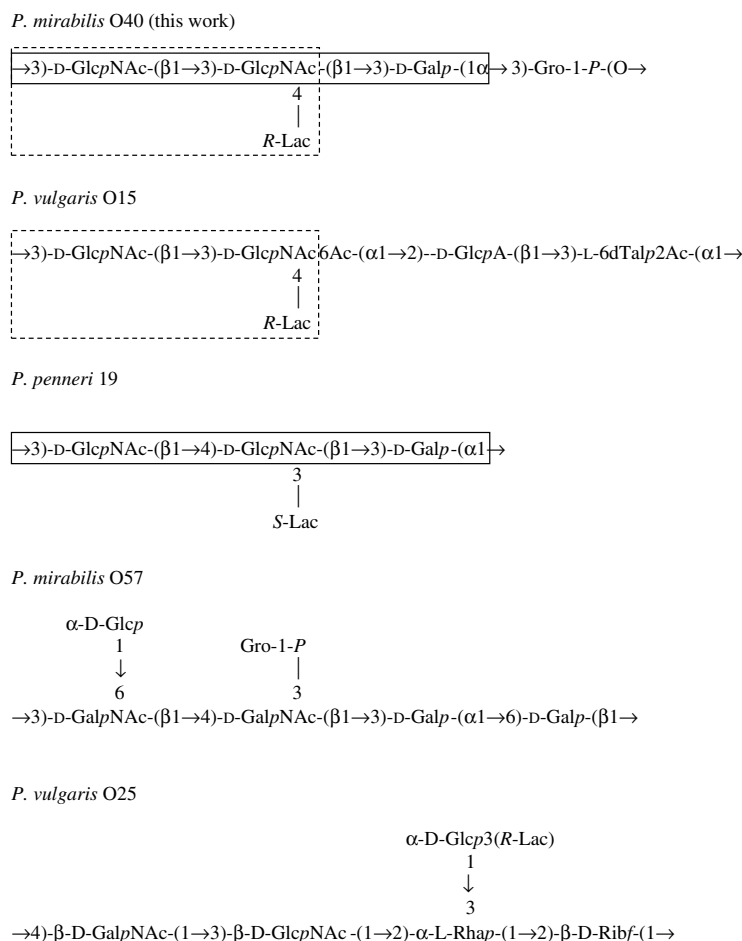 P. mirabilis O40 (this work)
→3)-D-GlcpNAc-(β1→3)-D-GlcpNAc-(β1→3)-D-Galp-(1α→ 3)-Gro-1-P-(O→
4
|
R-Lac
P. vulgaris O15
→3)-D-GlcpNAc-(β1→3)-D-GlcpNAc6Ac-(α1→2)--D-GlcpA-(β1→3)-L-6dTalp2Ac-(α1→
4
|
R-Lac
P. penneri 19
→3)-D-GlcpNAc-(β1→4)-D-GlcpNAc-(β1→3)-D-Galp-(α1→
3
|
S-Lac
P. mirabilis O57
α-D-Glcp
1 Gro-1-P
↓ |
6 3
→3)-D-GalpNAc-(β1→4)-D-GalpNAc-(β1→3)-D-Galp-(α1→6)-D-Galp-(β1→
P. vulgaris O25
α-D-Glcp3(R-Lac)
1
↓
3
→4)-β-D-GalpNAc-(1→3)-β-D-GlcpNAc -(1→2)-α-L-Rhap-(1→2)-β-D-Ribf-(1→